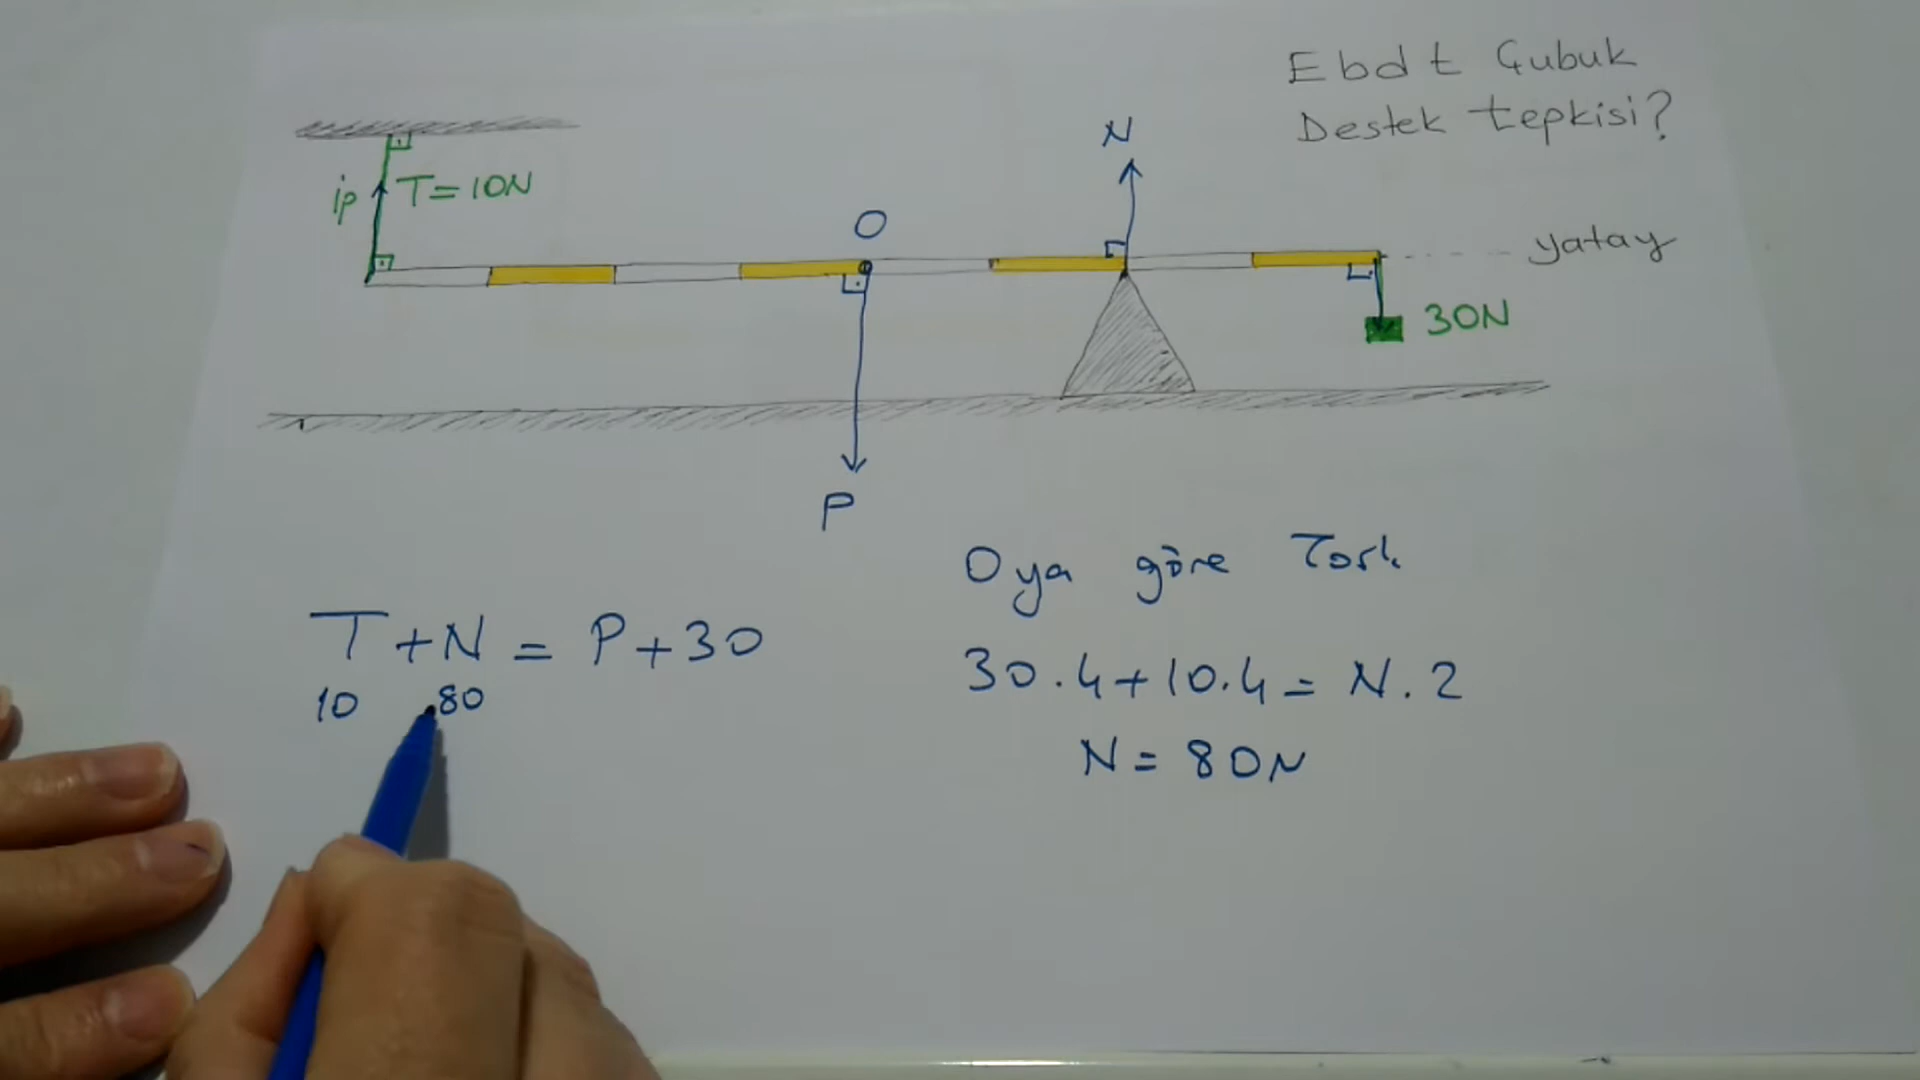 Ebdt Çubuk
Destek tepkisi?
N
ip T=10N
O
yatay
30N
P
Oya göre Tork
T+N = P+30
30.4+10.4= N.2
10 80
N= 80N